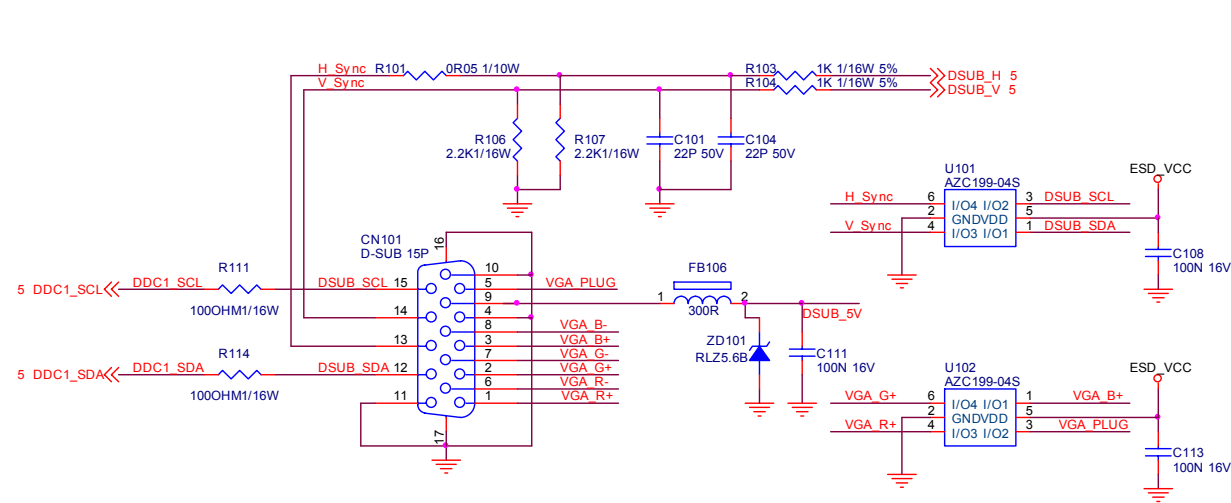 H_Sync R101 0R05 1/10W
V_Sync
R103 1K 1/16W 5% DSUB_H 5
R104 1K 1/16W 5% DSUB_V 5
R106
2.2K1/16W
R107
2.2K1/16W
C101
22P 50V
C104
22P 50V
U101
AZC199-04S
ESD_VCC
H_Sync 6 I/O4 I/O2 3 DSUB_SCL
2 GNDVDD 5
V_Sync 4 I/O3 I/O1 1 DSUB_SDA
C108
100N 16V
CN101
D-SUB 15P
16
10
5 DDC1_SCL DDC1_SCL R111 DSUB_SCL 15 5 VGA_PLUG
100OHM1/16W
9
14 4
8 VGA_B-
13 3 VGA_B+
7 VGA_G-
5 DDC1_SDA DDC1_SDA R114 DSUB_SDA 12 2 VGA_G+
100OHM1/16W
6 VGA_R-
11 1 VGA_R+
17
FB106
1 2
300R
DSUB_5V
ZD101
RLZ5.6B
C111
100N 16V
U102
AZC199-04S
ESD_VCC
VGA_G+ 6 I/O4 I/O1 1 VGA_B+
2 GNDVDD 5
VGA_R+ 4 I/O3 I/O2 3 VGA_PLUG
C113
100N 16V